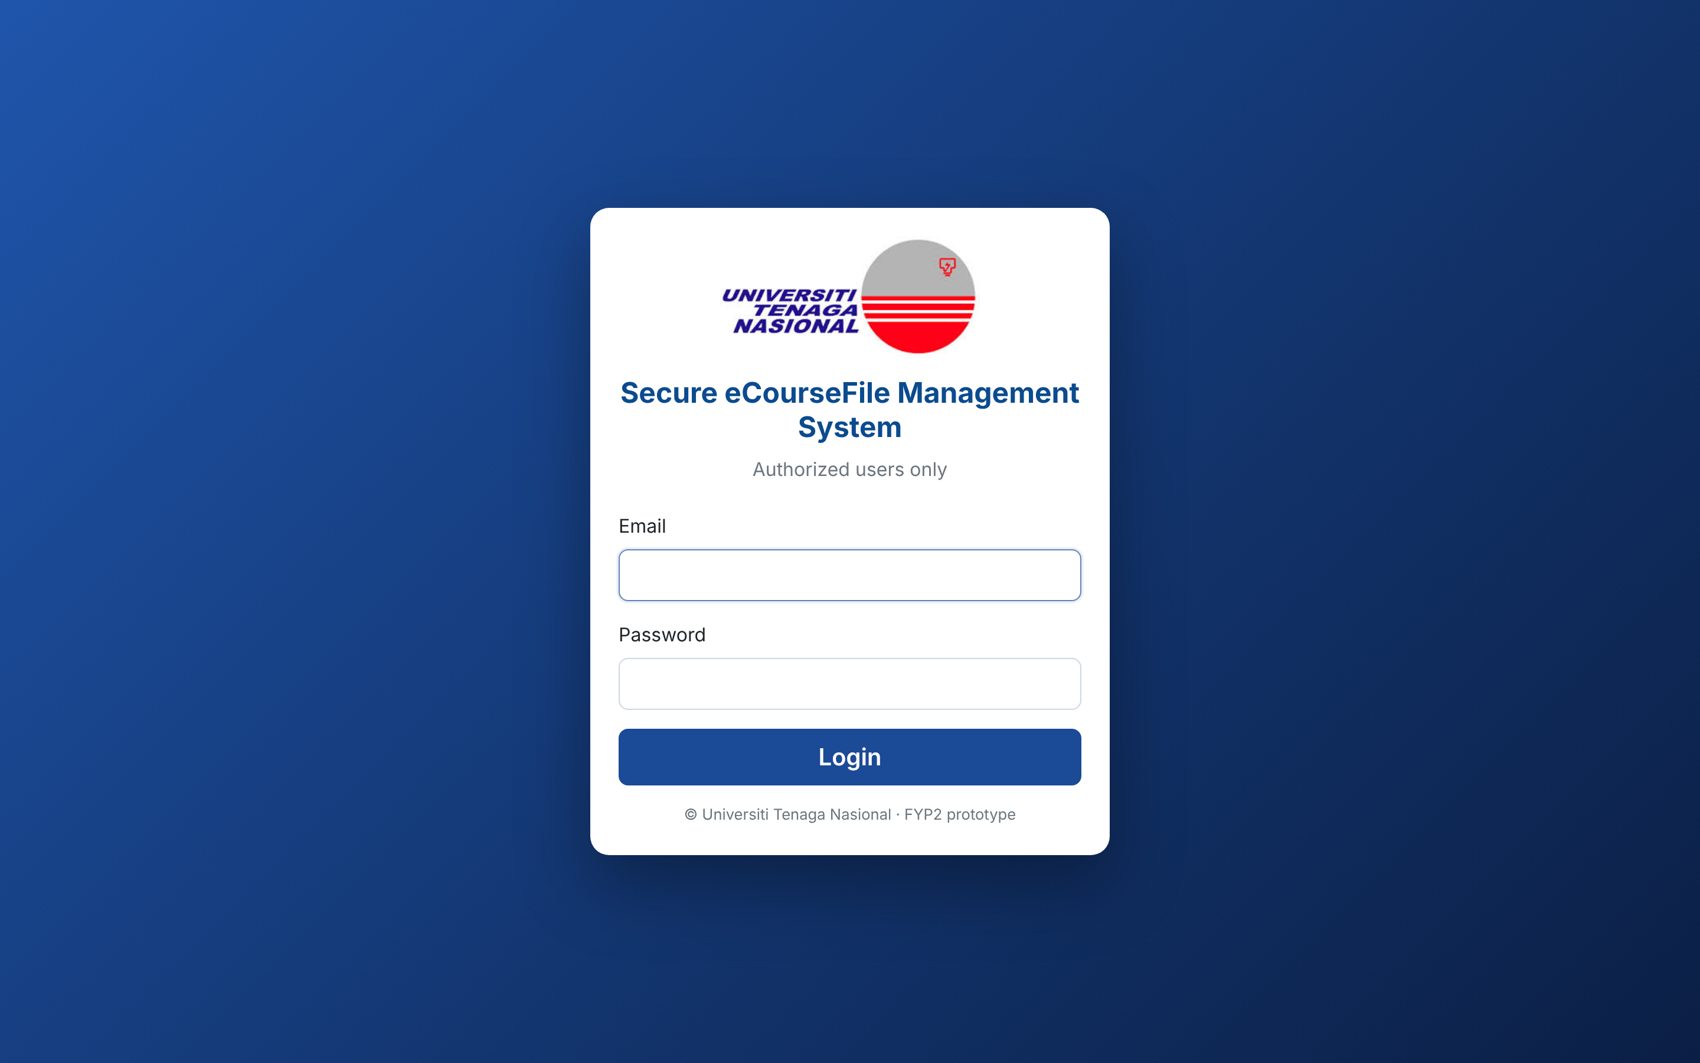 UNIVERSITI
TENAGA
NASIONAL
Secure eCourseFile Management
System
Authorized users only
Email
Password
Login
© Universiti Tenaga Nasional · FYP2 prototype